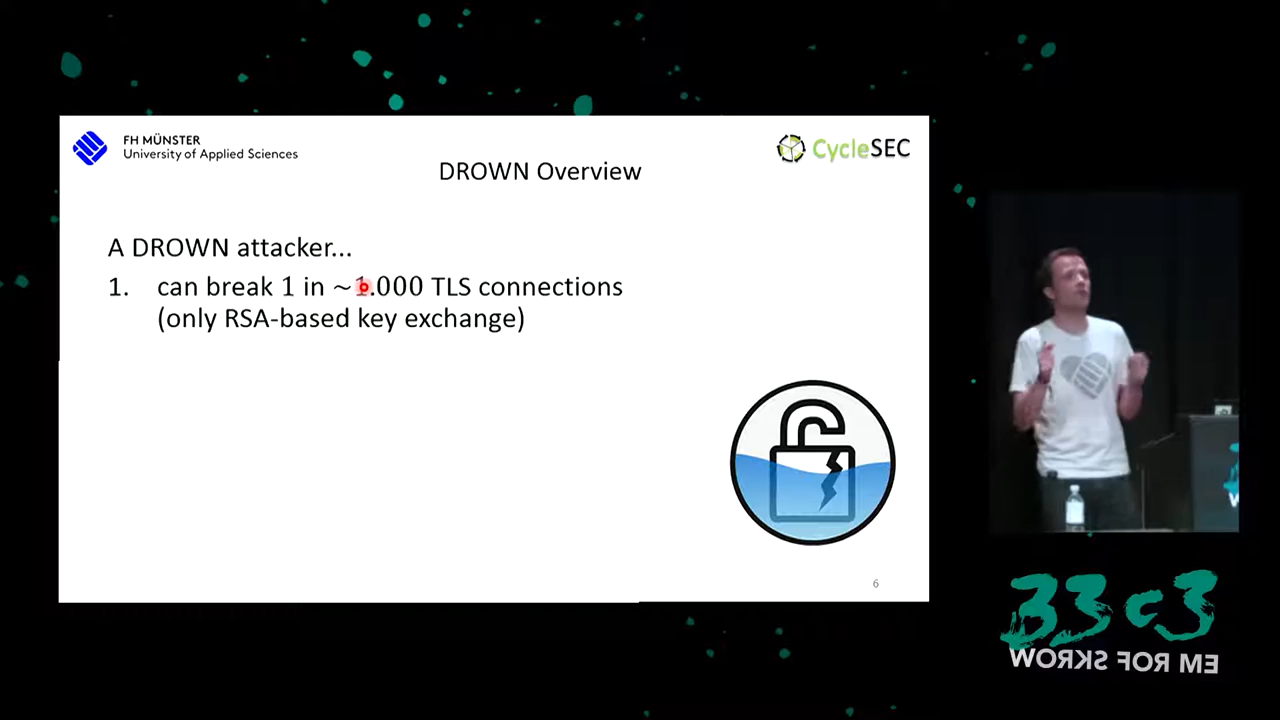 FH MÜNSTER
University of Applied Sciences
CycleSEC
DROWN Overview
A DROWN attacker...
1. can break 1 in ~1.000 TLS connections
(only RSA-based key exchange)
6
33c3
WORKS FOR ME